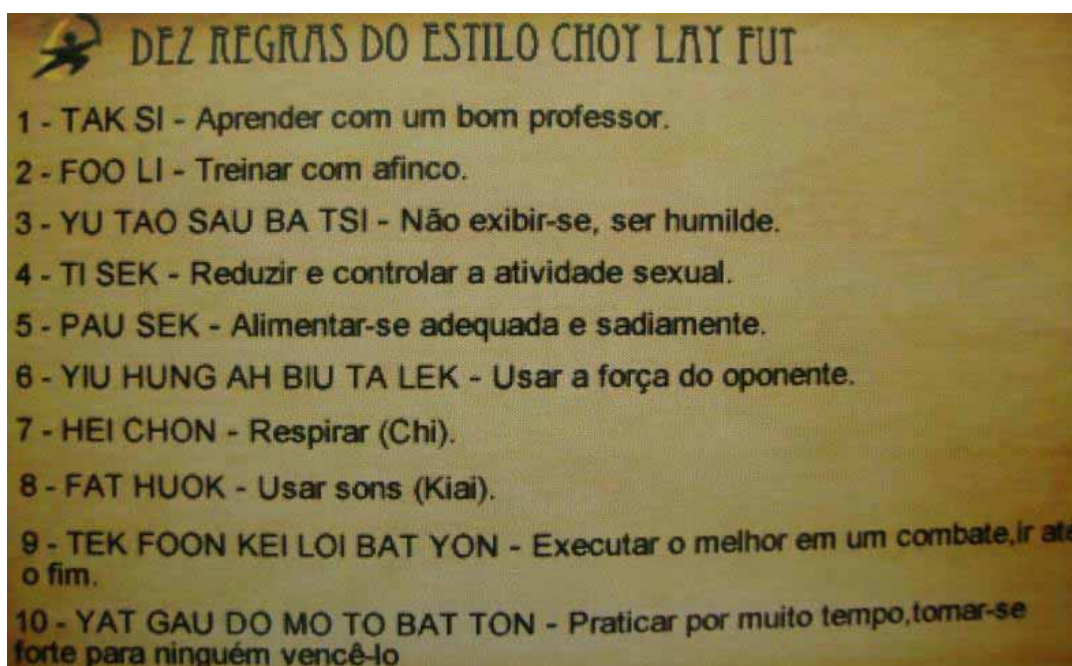 DEZ REGRAS DO ESTILO CHOY LAY FUT
1 - TAK SI - Aprender com um bom professor.
2 - FOO LI - Treinar com afinco.
3 - YU TAO SAU BA TSI - Não exibir-se, ser humilde.
4 - TI SEK - Reduzir e controlar a atividade sexual.
5 - PAU SEK - Alimentar-se adequada e sadiamente.
6 - YIU HUNG AH BIU TA LEK - Usar a força do oponente.
7 - HEI CHON - Respirar (Chi).
8 - FAT HUOK - Usar sons (Kiai).
9 - TEK FOON KEI LOI BAT YON - Executar o melhor em um combate,ir até
o fim.
10 - YAT GAU DO MO TO BAT TON - Praticar por muito tempo,tornar-se
forte para ninguém vencê-lo